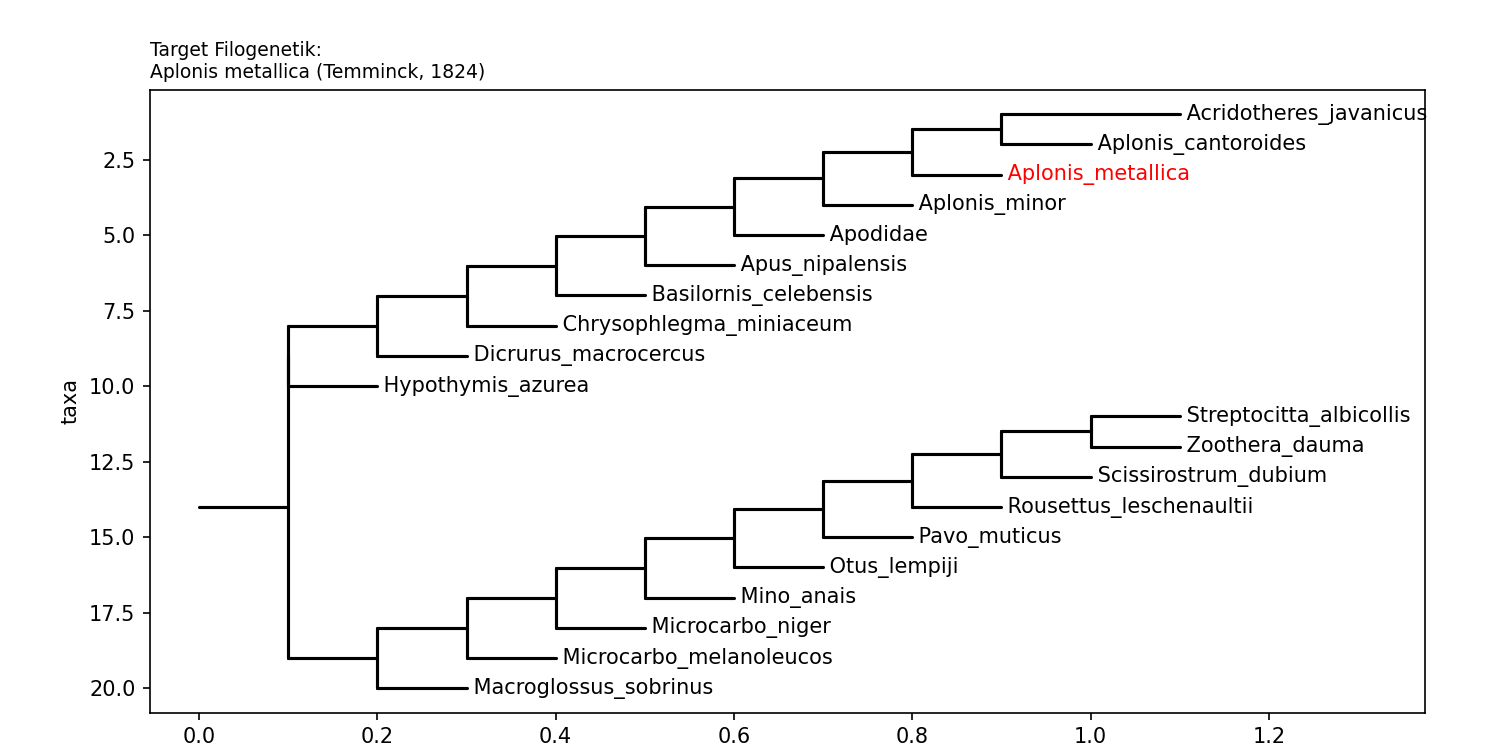 Target Filogenetik:
Aplonis metallica (Temminck, 1824)
Acridotheres_javanicus
Aplonis_cantoroides
2.5
Aplonis_metallica
Aplonis_minor
5.0
Apodidae
Apus_nipalensis
Basilornis_celebensis
7.5
Chrysophlegma_miniaceum
Dicrurus_macrocercus
10.0
Hypothymis_azurea
taxa
Streptocitta_albicollis
Zoothera_dauma
12.5
Scissirostrum_dubium
Rousettus_leschenaultii
15.0
Pavo_muticus
Otus_lempiji
Mino_anais
17.5
Microcarbo_niger
Microcarbo_melanoleucos
20.0
Macroglossus_sobrinus
0.0 0.2 0.4 0.6 0.8 1.0 1.2